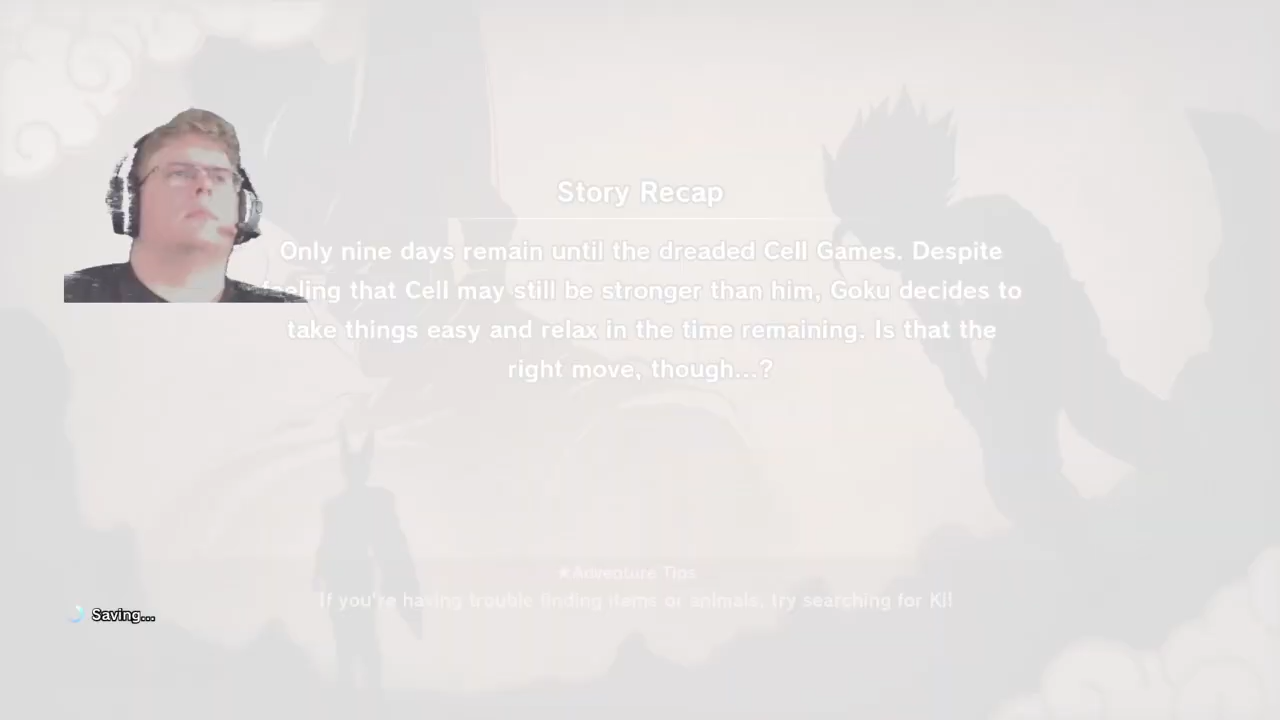 Story Recap
Only nine days remain until the dreaded Cell Games. Despite
feeling that Cell may still be stronger than him, Goku decides to
take things easy and relax in the time remaining. Is that the
right move, though...?
★Adventure Tips
If you're having trouble finding items or animals, try searching for Ki!
Saving...